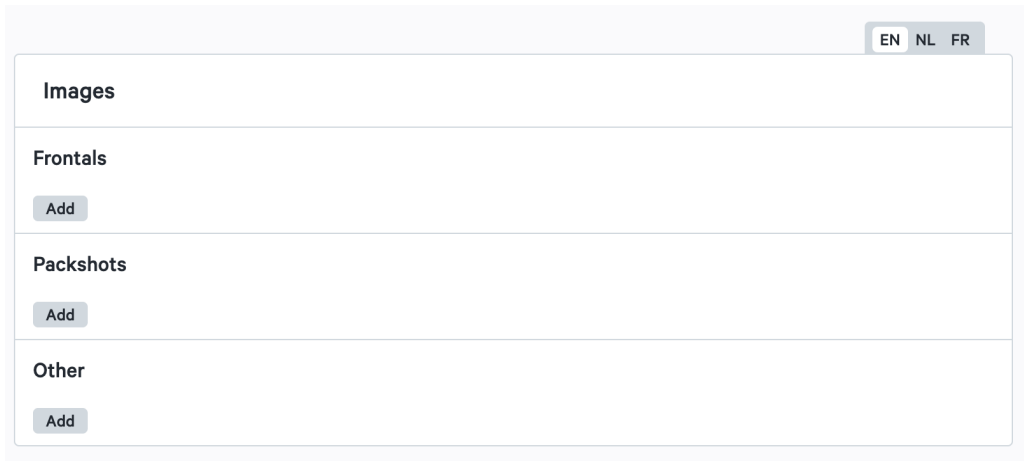 EN NL FR
Images
Frontals
Add
Packshots
Add
Other
Add